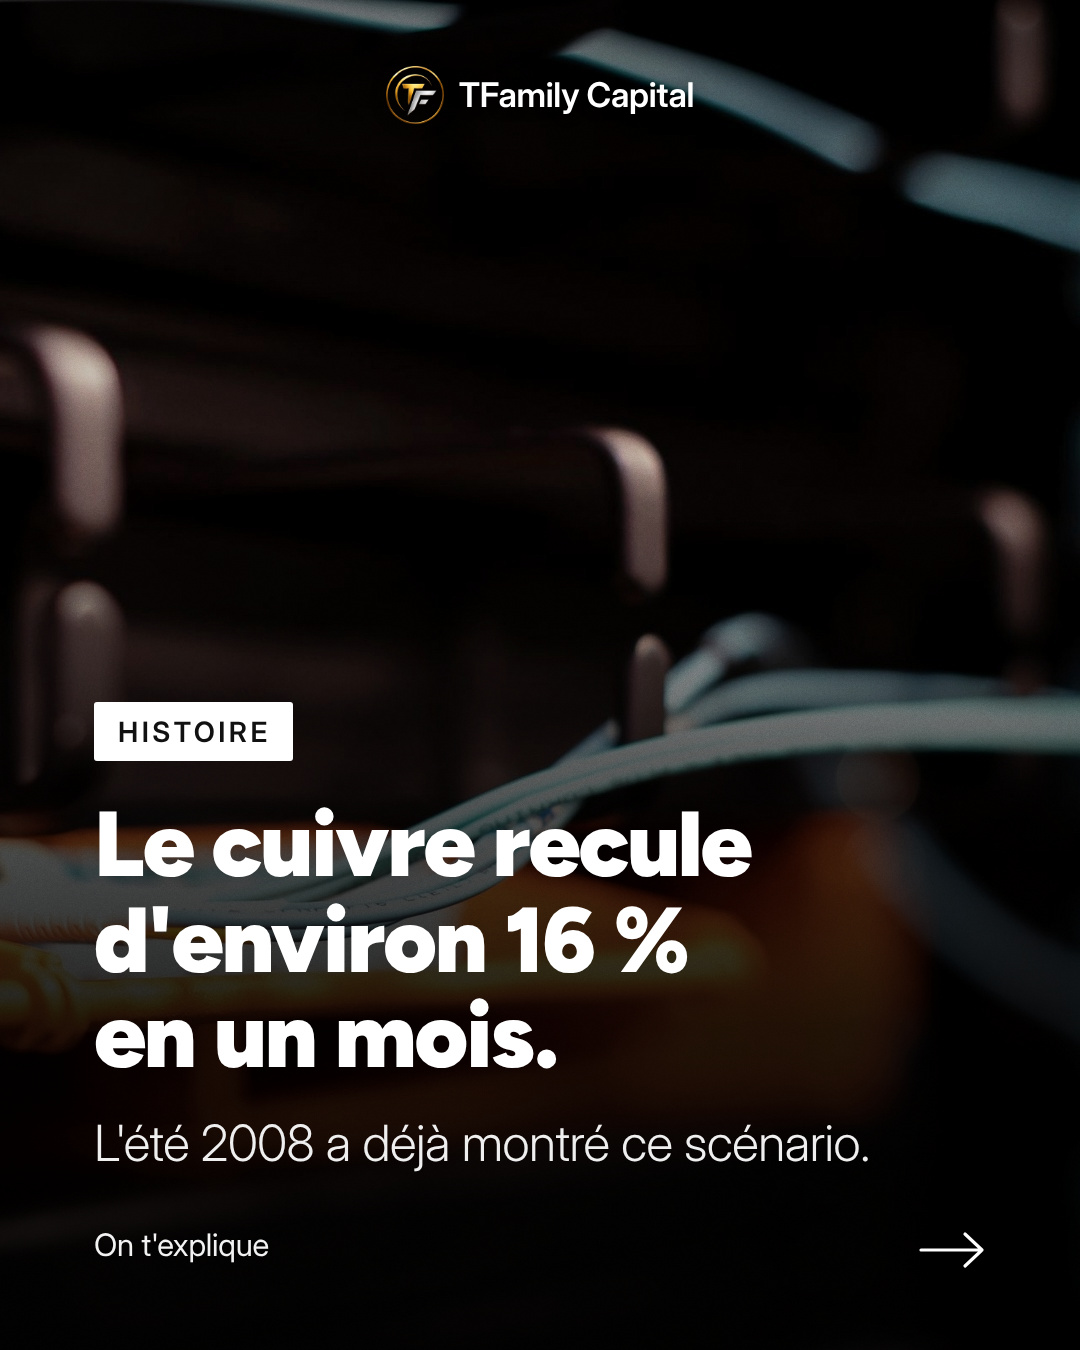 TFamily Capital
HISTOIRE
Le cuivre recule
d'environ 16 %
en un mois.
L'été 2008 a déjà montré ce scénario.
On t'explique